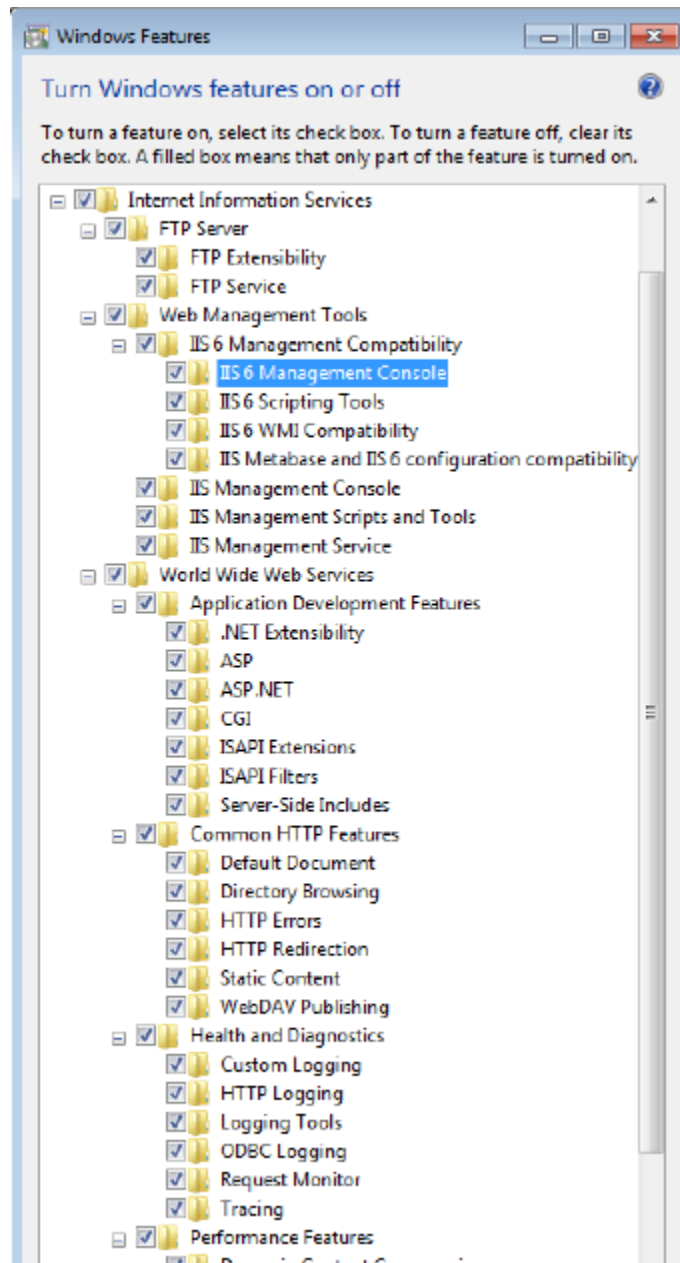 Windows Features
Turn Windows features on or off
To turn a feature on, select its check box. To turn a feature off, clear its
check box. A filled box means that only part of the feature is turned on.
Internet Information Services
FTP Server
FTP Extensibility
FTP Service
Web Management Tools
IIS 6 Management Compatibility
IIS 6 Management Console
IIS 6 Scripting Tools
IIS 6 WMI Compatibility
IIS Metabase and IIS 6 configuration compatibility
IIS Management Console
IIS Management Scripts and Tools
IIS Management Service
World Wide Web Services
Application Development Features
.NET Extensibility
ASP
ASP.NET
CGI
ISAPI Extensions
ISAPI Filters
Server-Side Includes
Common HTTP Features
Default Document
Directory Browsing
HTTP Errors
HTTP Redirection
Static Content
WebDAV Publishing
Health and Diagnostics
Custom Logging
HTTP Logging
Logging Tools
ODBC Logging
Request Monitor
Tracing
Performance Features